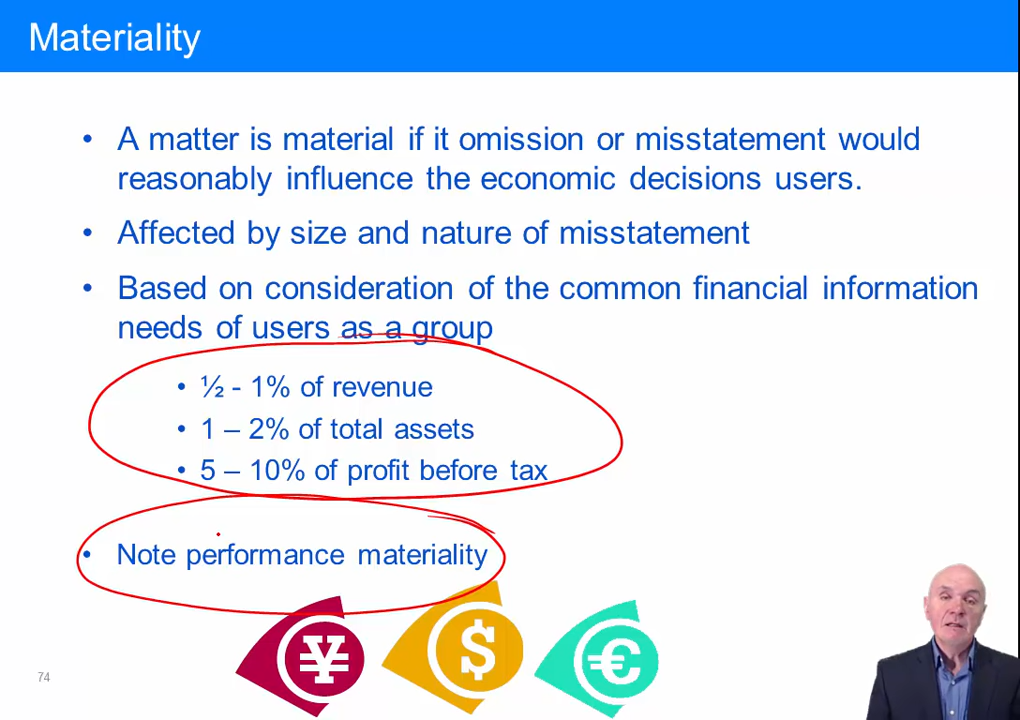 Materiality
• A matter is material if it omission or misstatement would
reasonably influence the economic decisions users.
• Affected by size and nature of misstatement
• Based on consideration of the common financial information
needs of users as a group
• ½ - 1% of revenue
• 1 – 2% of total assets
• 5 – 10% of profit before tax
• Note performance materiality
¥ $ €
74